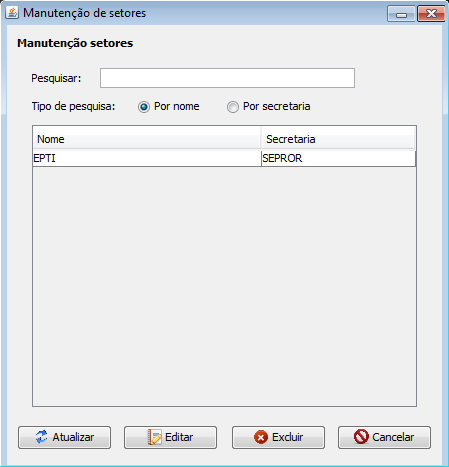 Manutenção de setores
Manutenção setores
Pesquisar:
Tipo de pesquisa: Por nome Por secretaria
Nome Secretaria
EPTI SEPROR
Atualizar Editar Excluir Cancelar